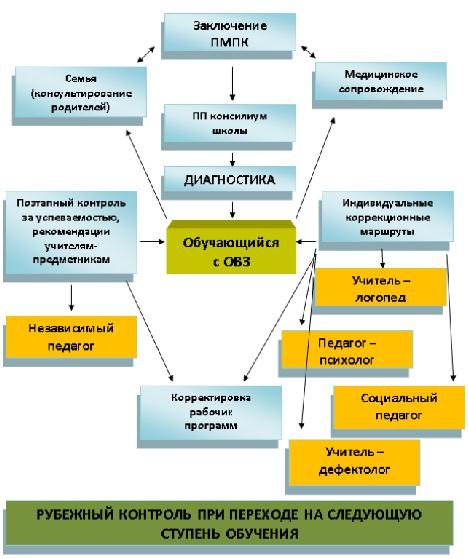 Заключение
ПМПК
Семья
(консультирование
родителей)
Медицинское
сопровождение
ПП консилиум
школы
ДИАГНОСТИКА
Поэтапный контроль
за успеваемостью,
рекомендации
учителям-
предметникам
Обучающийся
с ОВЗ
Индивидуальные
коррекционные
маршруты
Учитель –
логопед
Независимый
педагог
Педагог –
психолог
Корректировка
рабочих
программ
Социальный
педагог
Учитель –
дефектолог
РУБЕЖНЫЙ КОНТРОЛЬ ПРИ ПЕРЕХОДЕ НА СЛЕДУЮЩУЮ
СТУПЕНЬ ОБУЧЕНИЯ